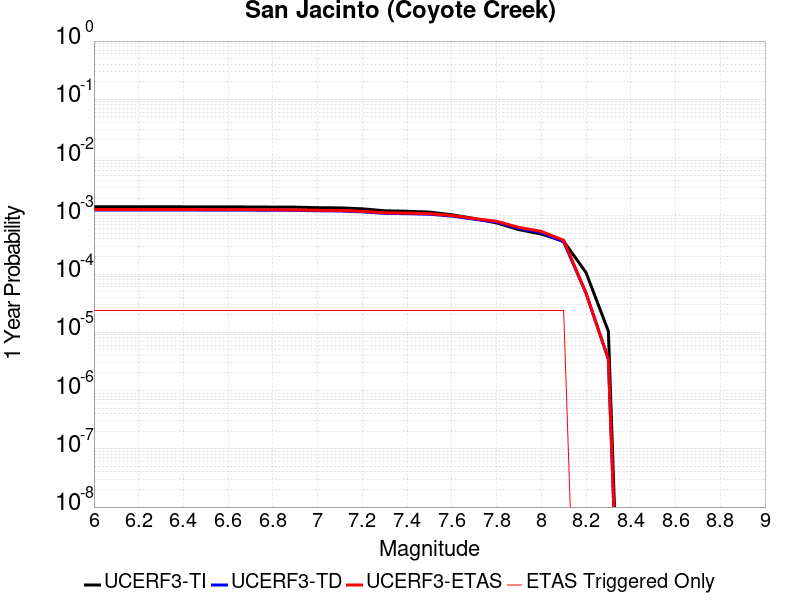 San Jacinto (Coyote Creek)
10^0
10^-1
10^-2
10^-3
10^-4
10^-5
10^-6
10^-7
10^-8
1 Year Probability
6 6.2 6.4 6.6 6.8 7 7.2 7.4 7.6 7.8 8 8.2 8.4 8.6 8.8 9
Magnitude
UCERF3-TI UCERF3-TD UCERF3-ETAS ETAS Triggered Only